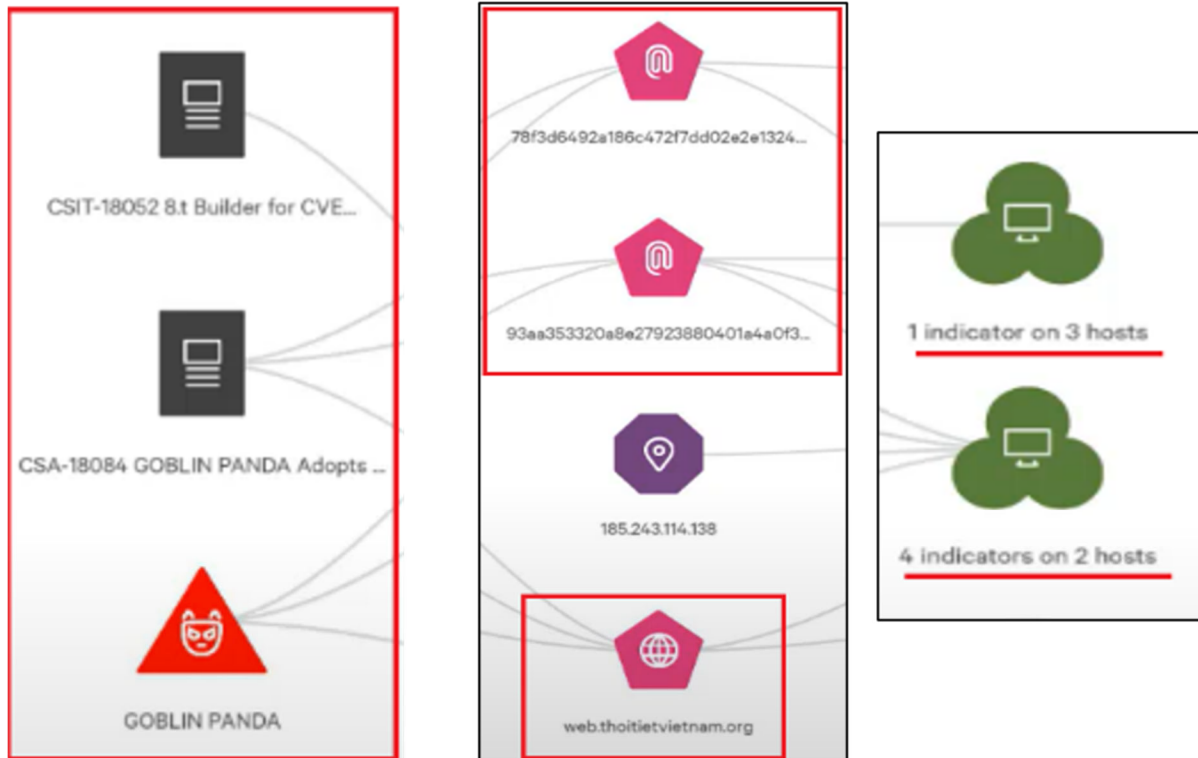 CSIT-18052 8.t Builder for CVE...
CSA-18084 GOBLIN PANDA Adopts ...
GOBLIN PANDA
78f3d6492a186c472f7dd02e2e1324...
93aa353320a8e27923880401a4a0f3...
185.243.114.138
web.thoitietvietnam.org
1 indicator on 3 hosts
4 indicators on 2 hosts